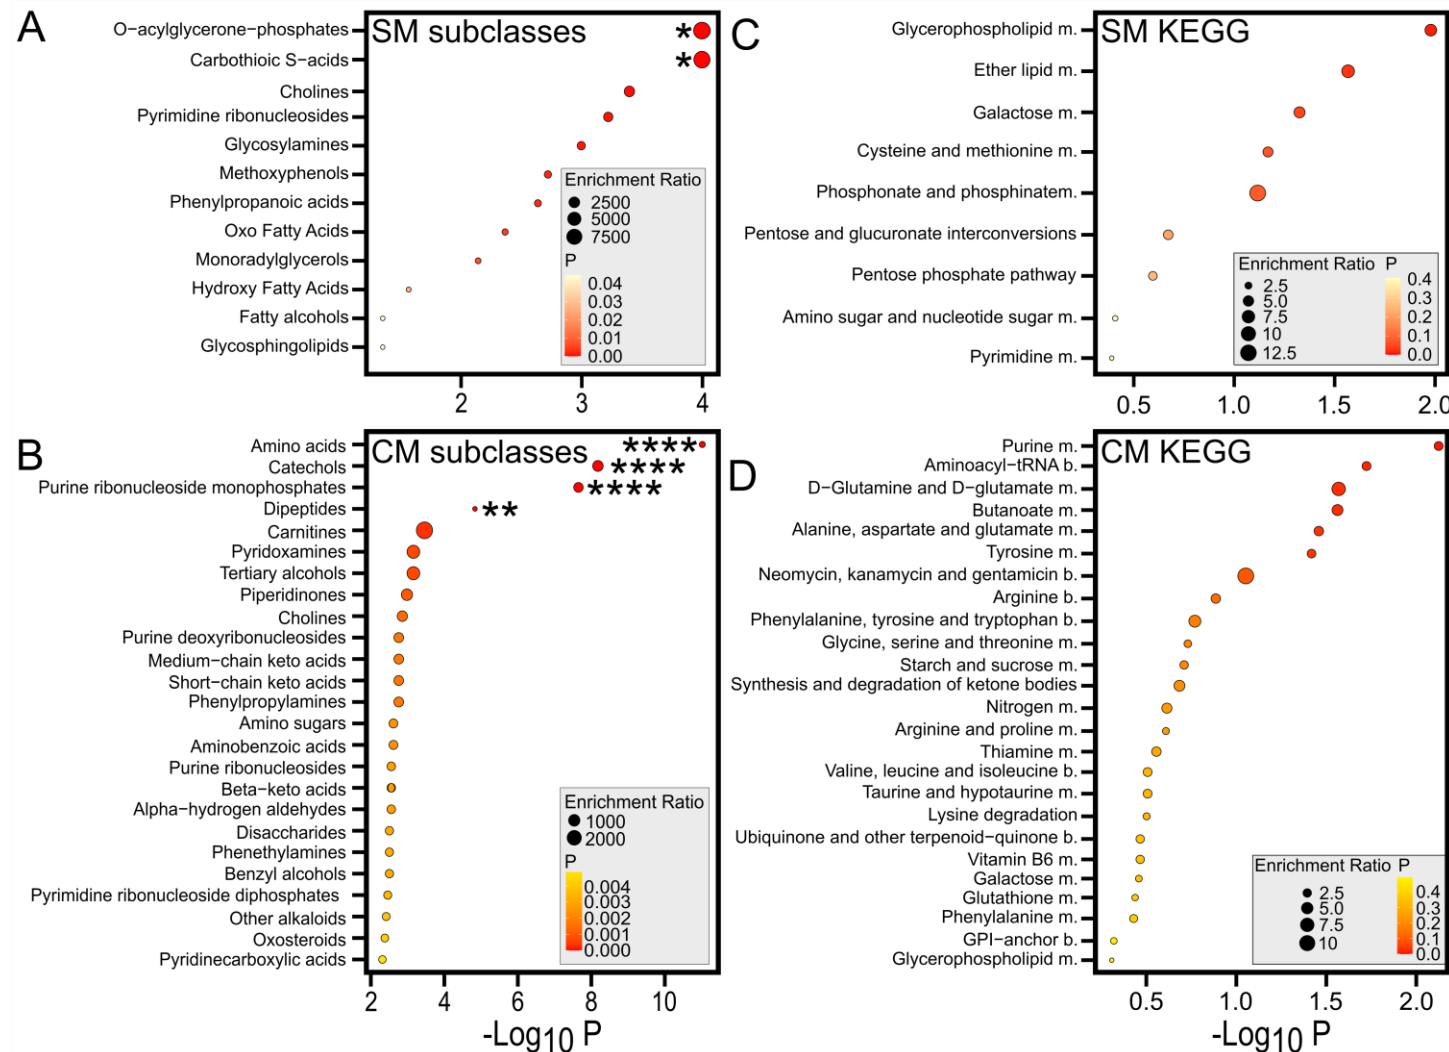 A
SM subclasses
O-acylglycerone-phosphates
Carbothioic S-acids
Cholines
Pyrimidine ribonucleosides
Glycosylamines
Methoxyphenols
Phenylpropanoic acids
Oxo Fatty Acids
Monoradylglycerols
Hydroxy Fatty Acids
Fatty alcohols
Glycosphingolipids
*
*
Enrichment Ratio
2500
5000
7500
P
0.04
0.03
0.02
0.01
0.00
2 3 4
C
SM KEGG
Glycerophospholipid m.
Ether lipid m.
Galactose m.
Cysteine and methionine m.
Phosphonate and phosphinatem.
Pentose and glucuronate interconversions
Pentose phosphate pathway
Amino sugar and nucleotide sugar m.
Pyrimidine m.
Enrichment Ratio P
2.5
5.0
7.5
10
12.5
0.4
0.3
0.2
0.1
0.0
0.5 1.0 1.5 2.0
B
CM subclasses
Amino acids
Catechols
Purine ribonucleoside monophosphates
Dipeptides
Carnitines
Pyridoxamines
Tertiary alcohols
Piperidinones
Cholines
Purine deoxyribonucleosides
Medium-chain keto acids
Short-chain keto acids
Phenylpropylamines
Amino sugars
Aminobenzoic acids
Purine ribonucleosides
Beta-keto acids
Alpha-hydrogen aldehydes
Disaccharides
Phenethylamines
Benzyl alcohols
Pyrimidine ribonucleoside diphosphates
Other alkaloids
Oxosteroids
Pyridinecarboxylic acids
****
****
****
**
Enrichment Ratio
1000
2000
P
0.004
0.003
0.002
0.001
0.000
2 4 6 8 10
-Log10 P
D
CM KEGG
Purine m.
Aminoacyl-tRNA b.
D-Glutamine and D-glutamate m.
Butanoate m.
Alanine, aspartate and glutamate m.
Tyrosine m.
Neomycin, kanamycin and gentamicin b.
Arginine b.
Phenylalanine, tyrosine and tryptophan b.
Glycine, serine and threonine m.
Starch and sucrose m.
Synthesis and degradation of ketone bodies
Nitrogen m.
Arginine and proline m.
Thiamine m.
Valine, leucine and isoleucine b.
Taurine and hypotaurine m.
Lysine degradation
Ubiquinone and other terpenoid-quinone b.
Vitamin B6 m.
Galactose m.
Glutathione m.
Phenylalanine m.
GPI-anchor b.
Glycerophospholipid m.
Enrichment Ratio P
2.5
5.0
7.5
10
0.4
0.3
0.2
0.1
0.0
0.5 1.0 1.5 2.0
-Log10 P